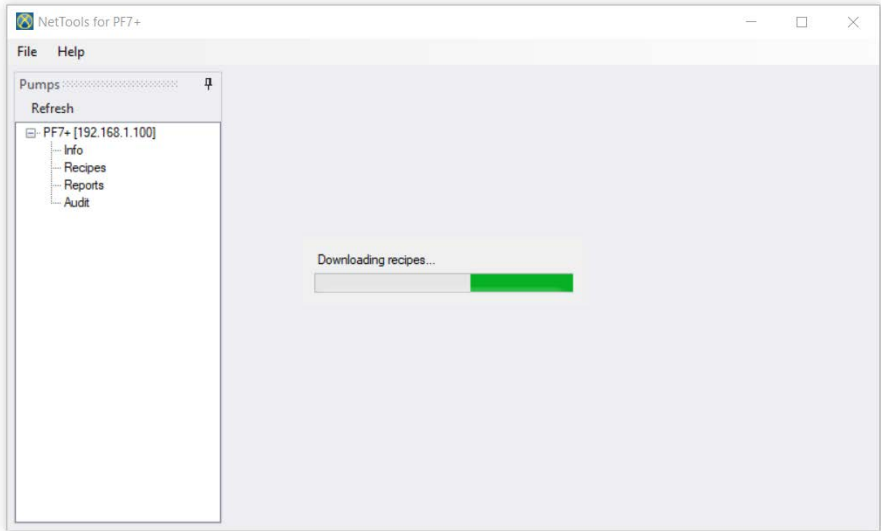 NetTools for PF7+
File Help
Pumps
Refresh
PF7+ [192.168.1.100]
Info
Recipes
Reports
Audit
Downloading recipes...